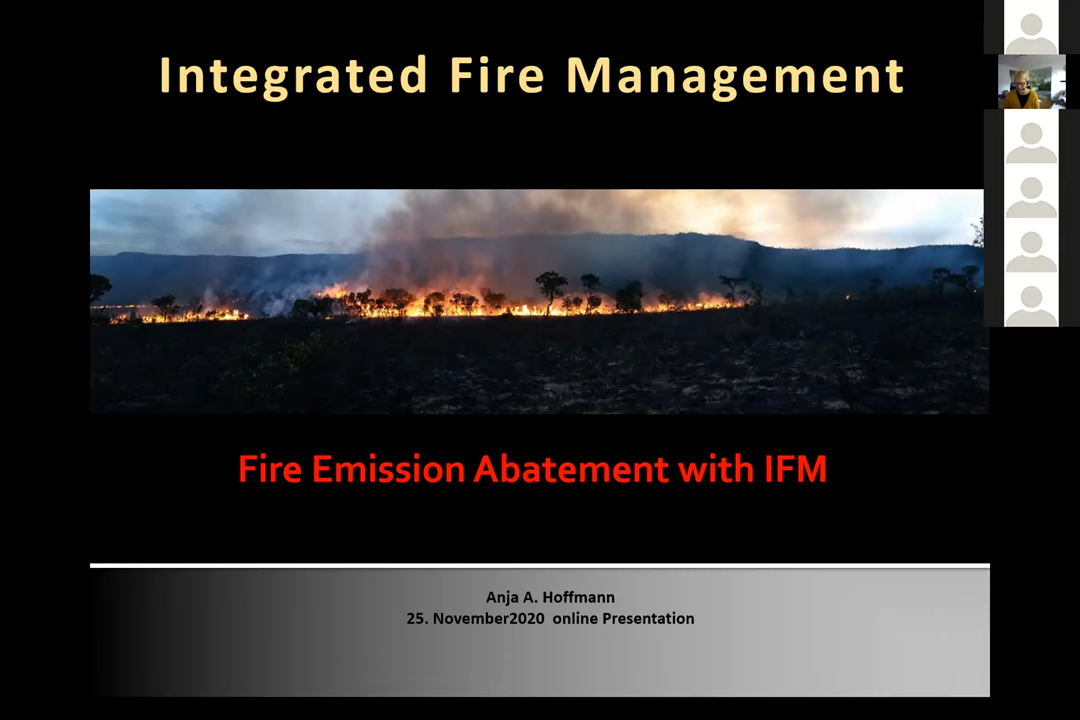 Integrated Fire Management
Fire Emission Abatement with IFM
Anja A. Hoffmann
25. November2020 online Presentation